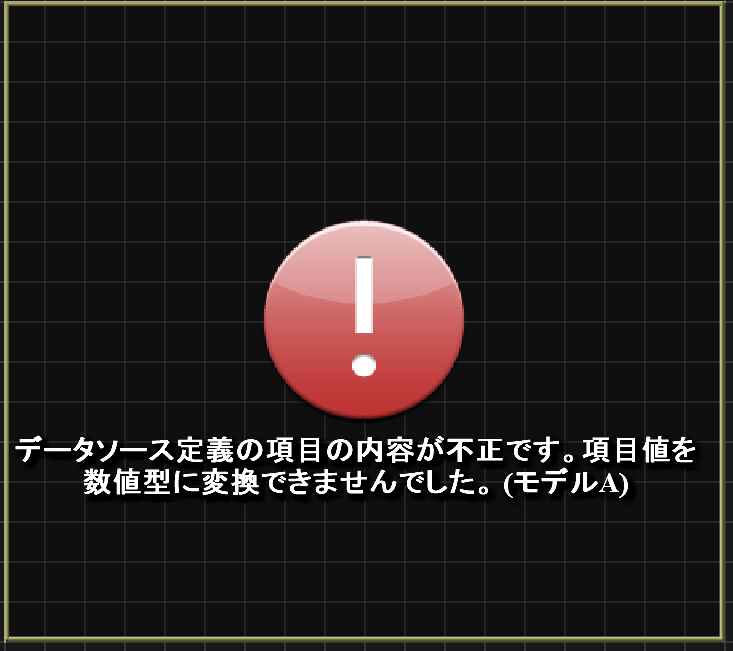 データソース定義の項目の内容が不正です。項目値を
数値型に変換できませんでした。(モデルA)